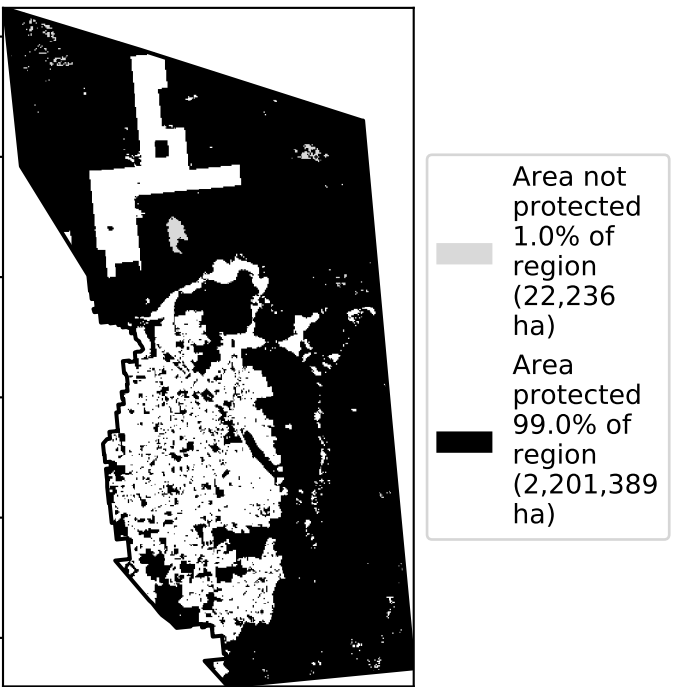 Area not
protected
1.0% of
region
(22,236
ha)
Area
protected
99.0% of
region
(2,201,389
ha)